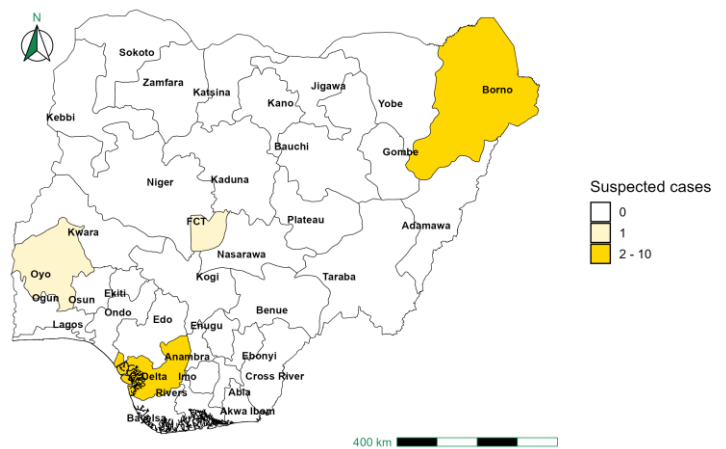 N
Sokoto
Zamfara
Katsina
Jigawa
Kano
Yobe
Borno
Kebbi
Bauchi
Gombe
Niger
Kaduna
FCT
Plateau
Adamawa
Kwara
Nasarawa
Oyo
Kogi
Taraba
Ogun
Osun
Ekiti
Ondo
Benue
Lagos
Edo
Enugu
Anambra
Ebonyi
Delta
Imo
Cross River
Rivers
Abia
Akwa Ibom
Bayelsa
Suspected cases
0
1
2 - 10
400 km